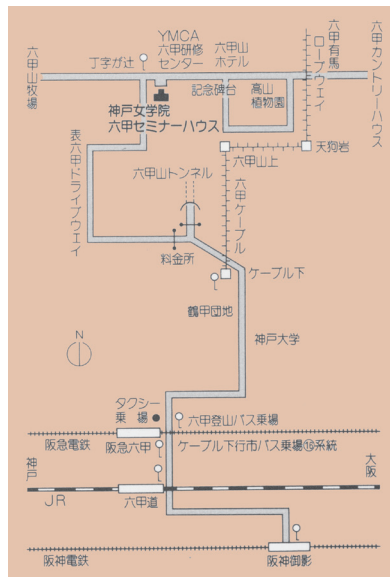 YMCA
六甲研修
センター
六甲山
ホテル
六甲有馬
ロープウェイ
六甲カントリーハウス
六甲山牧場
丁字が辻
記念碑台
高山
植物園
神戸女学院
六甲セミナーハウス
表六甲ドライブウェイ
六甲山トンネル
六甲山上
天狗岩
六甲ケーブル
料金所
ケーブル下
鶴甲団地
神戸大学
N
タクシー
乗場
六甲登山バス乗場
阪急電鉄
阪急六甲
ケーブル下行市バス乗場⑯系統
神戸
大阪
JR
六甲道
阪神電鉄
阪神御影